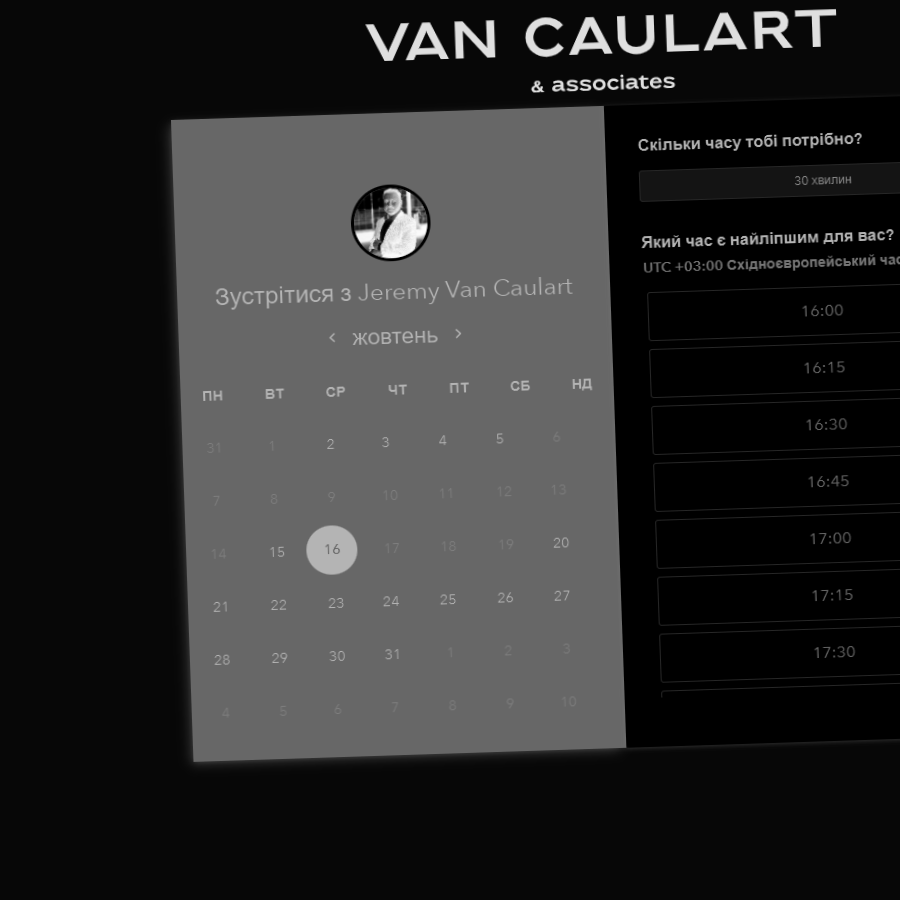 VAN CAULART
& associates
Зустрітися з Jeremy Van Caulart
‹ жовтень ›
ПН ВТ СР ЧТ ПТ СБ НД
31 1 2 3 4 5 6
7 8 9 10 11 12 13
14 15 16 17 18 19 20
21 22 23 24 25 26 27
28 29 30 31 1 2 3
4 5 6 7 8 9 10
Скільки часу тобі потрібно?
30 хвилин
Який час є найліпшим для вас?
UTC +03:00 Східноєвропейський час
16:00
16:15
16:30
16:45
17:00
17:15
17:30